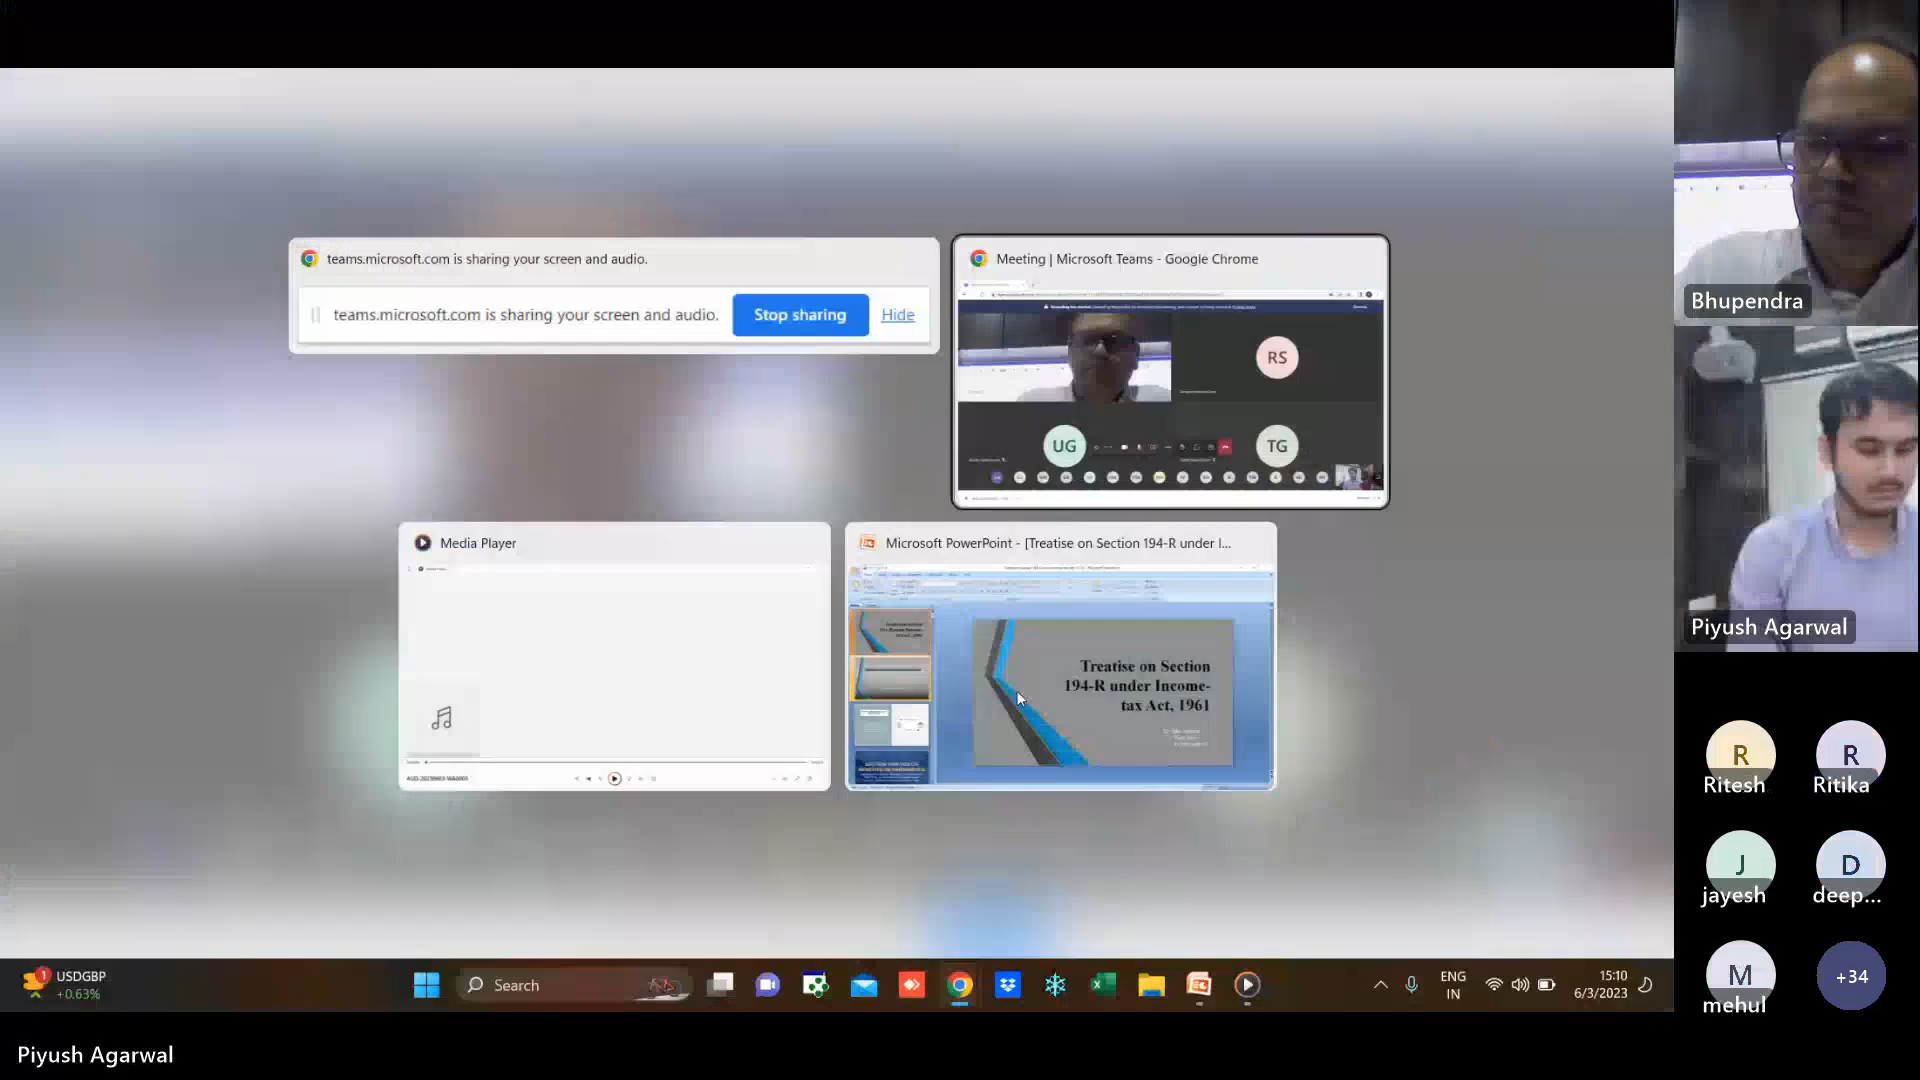 teams.microsoft.com is sharing your screen and audio.
teams.microsoft.com is sharing your screen and audio.
Stop sharing
Hide
Meeting | Microsoft Teams - Google Chrome
RS
UG
TG
Media Player
Microsoft PowerPoint - [Treatise on Section 194-R under I...
Treatise on Section
194-R under Income-
tax Act, 1961
Bhupendra
Piyush Agarwal
R
Ritesh
R
Ritika
J
jayesh
D
deep...
M
mehul
+34
1
USDGBP
+0.63%
Search
ENG
IN
15:10
6/3/2023
Piyush Agarwal